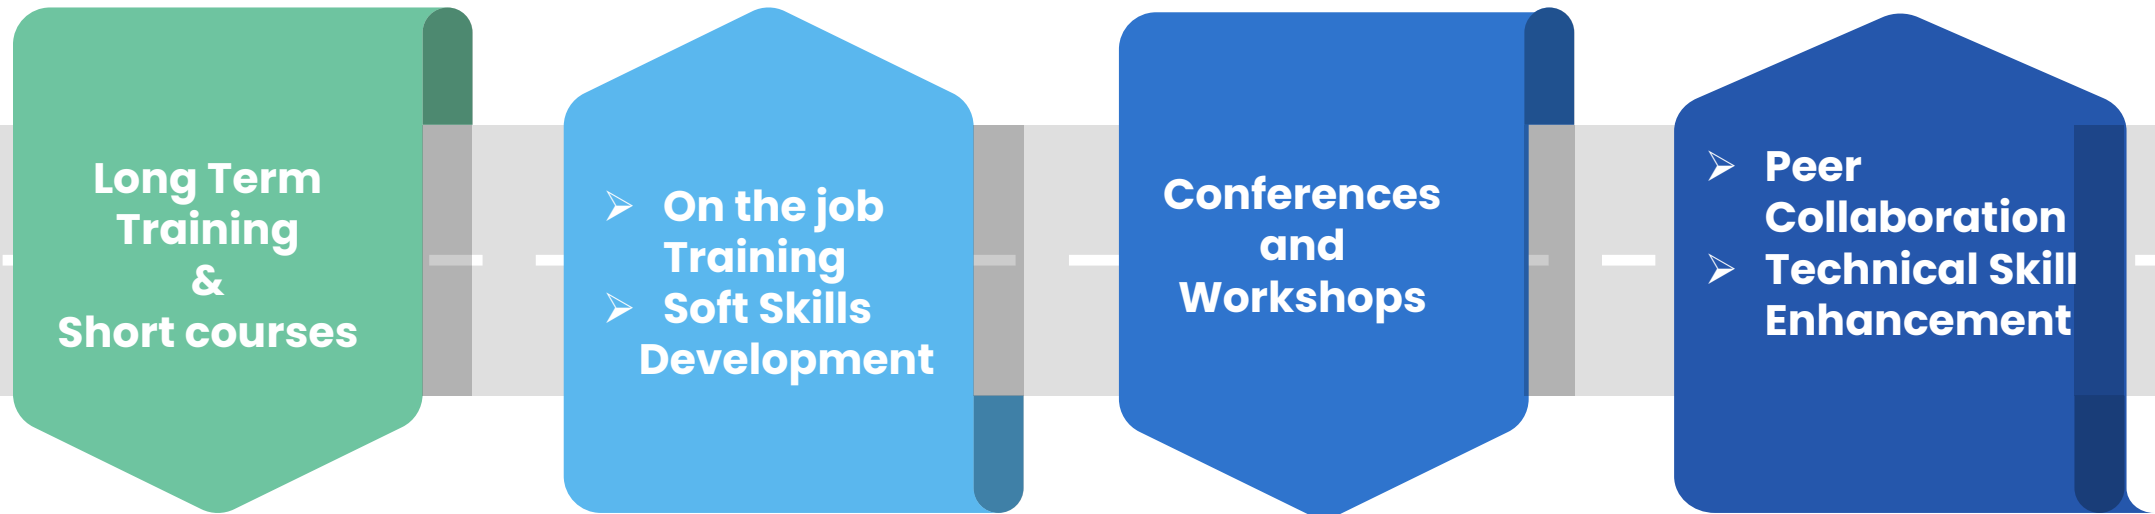 Long Term
Training
&
Short courses
➢ On the job
Training
➢ Soft Skills
Development
Conferences
and
Workshops
➢ Peer
Collaboration
➢ Technical Skill
Enhancement